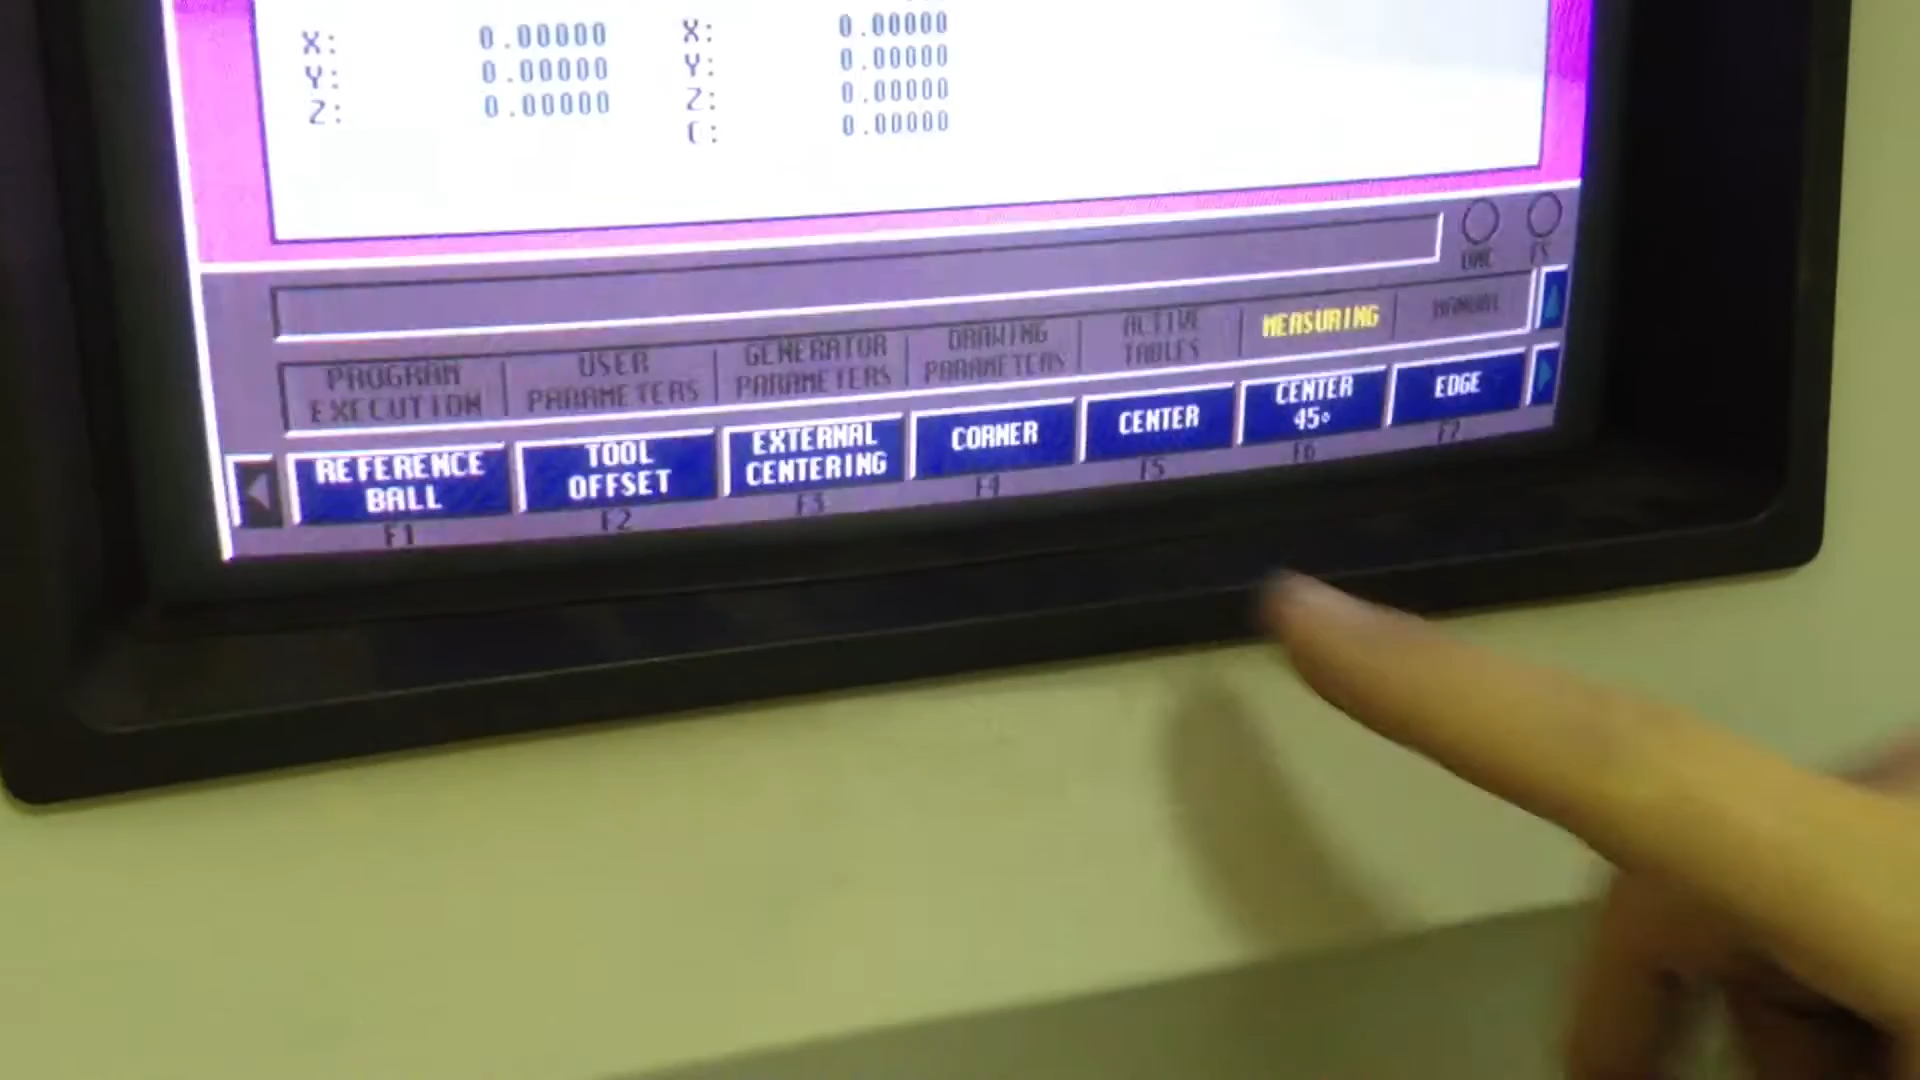 X: 0.00000 X: 0.00000
Y: 0.00000 Y: 0.00000
Z: 0.00000 Z: 0.00000
C: 0.00000
PROGRAM EXECUTION
USER PARAMETERS
GENERATOR PARAMETERS
DRAWING PARAMETERS
ACTIVE TABLES
MEASURING
MANUAL
REFERENCE BALL
TOOL OFFSET
EXTERNAL CENTERING
CORNER
CENTER
CENTER 45°
EDGE
F1 F2 F3 F4 F5 F6 F7